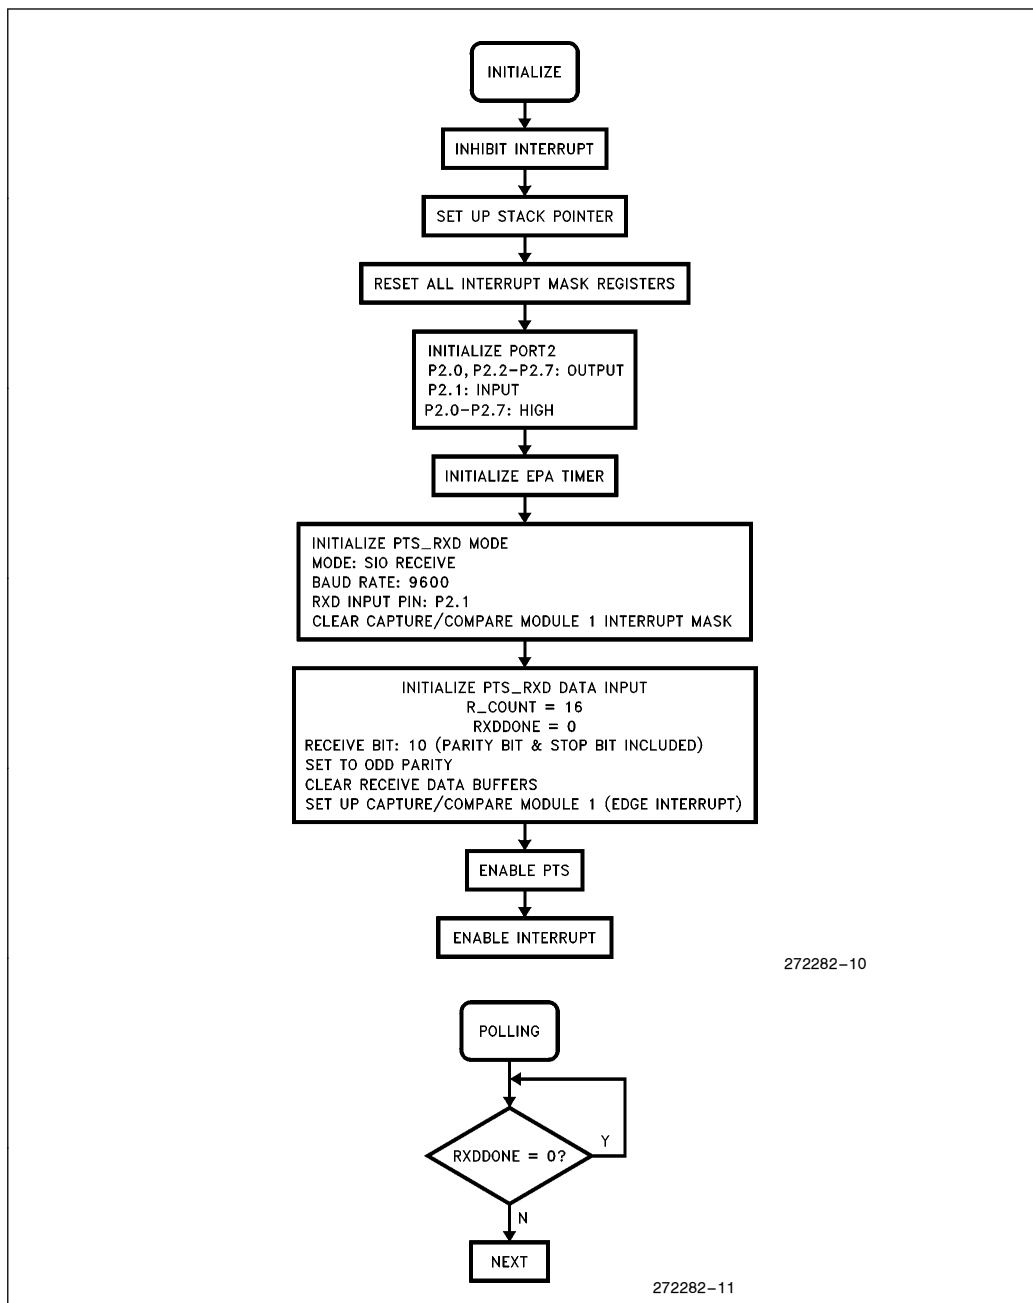 INITIALIZE
INHIBIT INTERRUPT
SET UP STACK POINTER
RESET ALL INTERRUPT MASK REGISTERS
INITIALIZE PORT2
P2.0, P2.2–P2.7: OUTPUT
P2.1: INPUT
P2.0–P2.7: HIGH
INITIALIZE EPA TIMER
INITIALIZE PTS_RXD MODE
MODE: SIO RECEIVE
BAUD RATE: 9600
RXD INPUT PIN: P2.1
CLEAR CAPTURE/COMPARE MODULE 1 INTERRUPT MASK
INITIALIZE PTS_RXD DATA INPUT
R_COUNT = 16
RXDDONE = 0
RECEIVE BIT: 10 (PARITY BIT & STOP BIT INCLUDED)
SET TO ODD PARITY
CLEAR RECEIVE DATA BUFFERS
SET UP CAPTURE/COMPARE MODULE 1 (EDGE INTERRUPT)
ENABLE PTS
ENABLE INTERRUPT
272282–10
POLLING
RXDDONE = 0?
Y
N
NEXT
272282–11